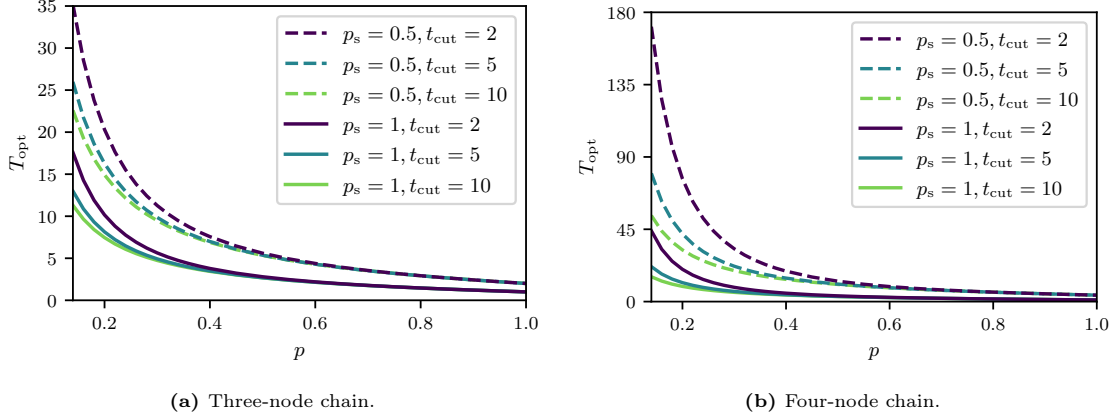 35
30
25
20
15
10
5
0
T_opt
0.2 0.4 0.6 0.8 1.0
p
p_s = 0.5, t_cut = 2
p_s = 0.5, t_cut = 5
p_s = 0.5, t_cut = 10
p_s = 1, t_cut = 2
p_s = 1, t_cut = 5
p_s = 1, t_cut = 10
(a) Three-node chain.
180
135
90
45
0
T_opt
0.2 0.4 0.6 0.8 1.0
p
p_s = 0.5, t_cut = 2
p_s = 0.5, t_cut = 5
p_s = 0.5, t_cut = 10
p_s = 1, t_cut = 2
p_s = 1, t_cut = 5
p_s = 1, t_cut = 10
(b) Four-node chain.